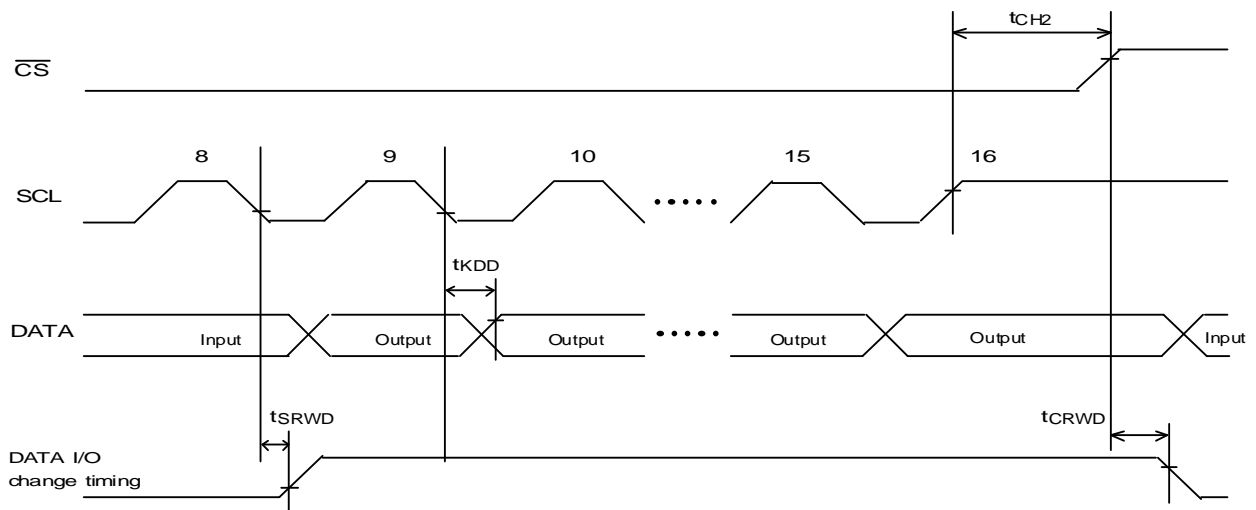 tCH2
CS
8 9 10 15 16
SCL
tKDD
DATA Input Output Output Output Output Input
tSRWD tCRWD
DATA I/O
change timing